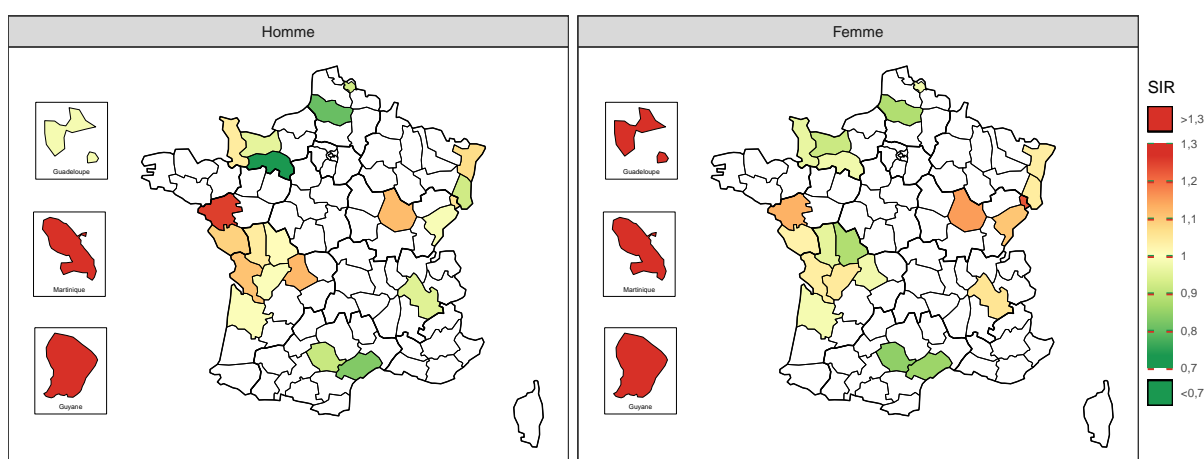 Homme
Femme
Guadeloupe
Martinique
Guyane
Guadeloupe
Martinique
Guyane
SIR
>1,3
1,3
1,2
1,1
1
0,9
0,8
0,7
<0,7